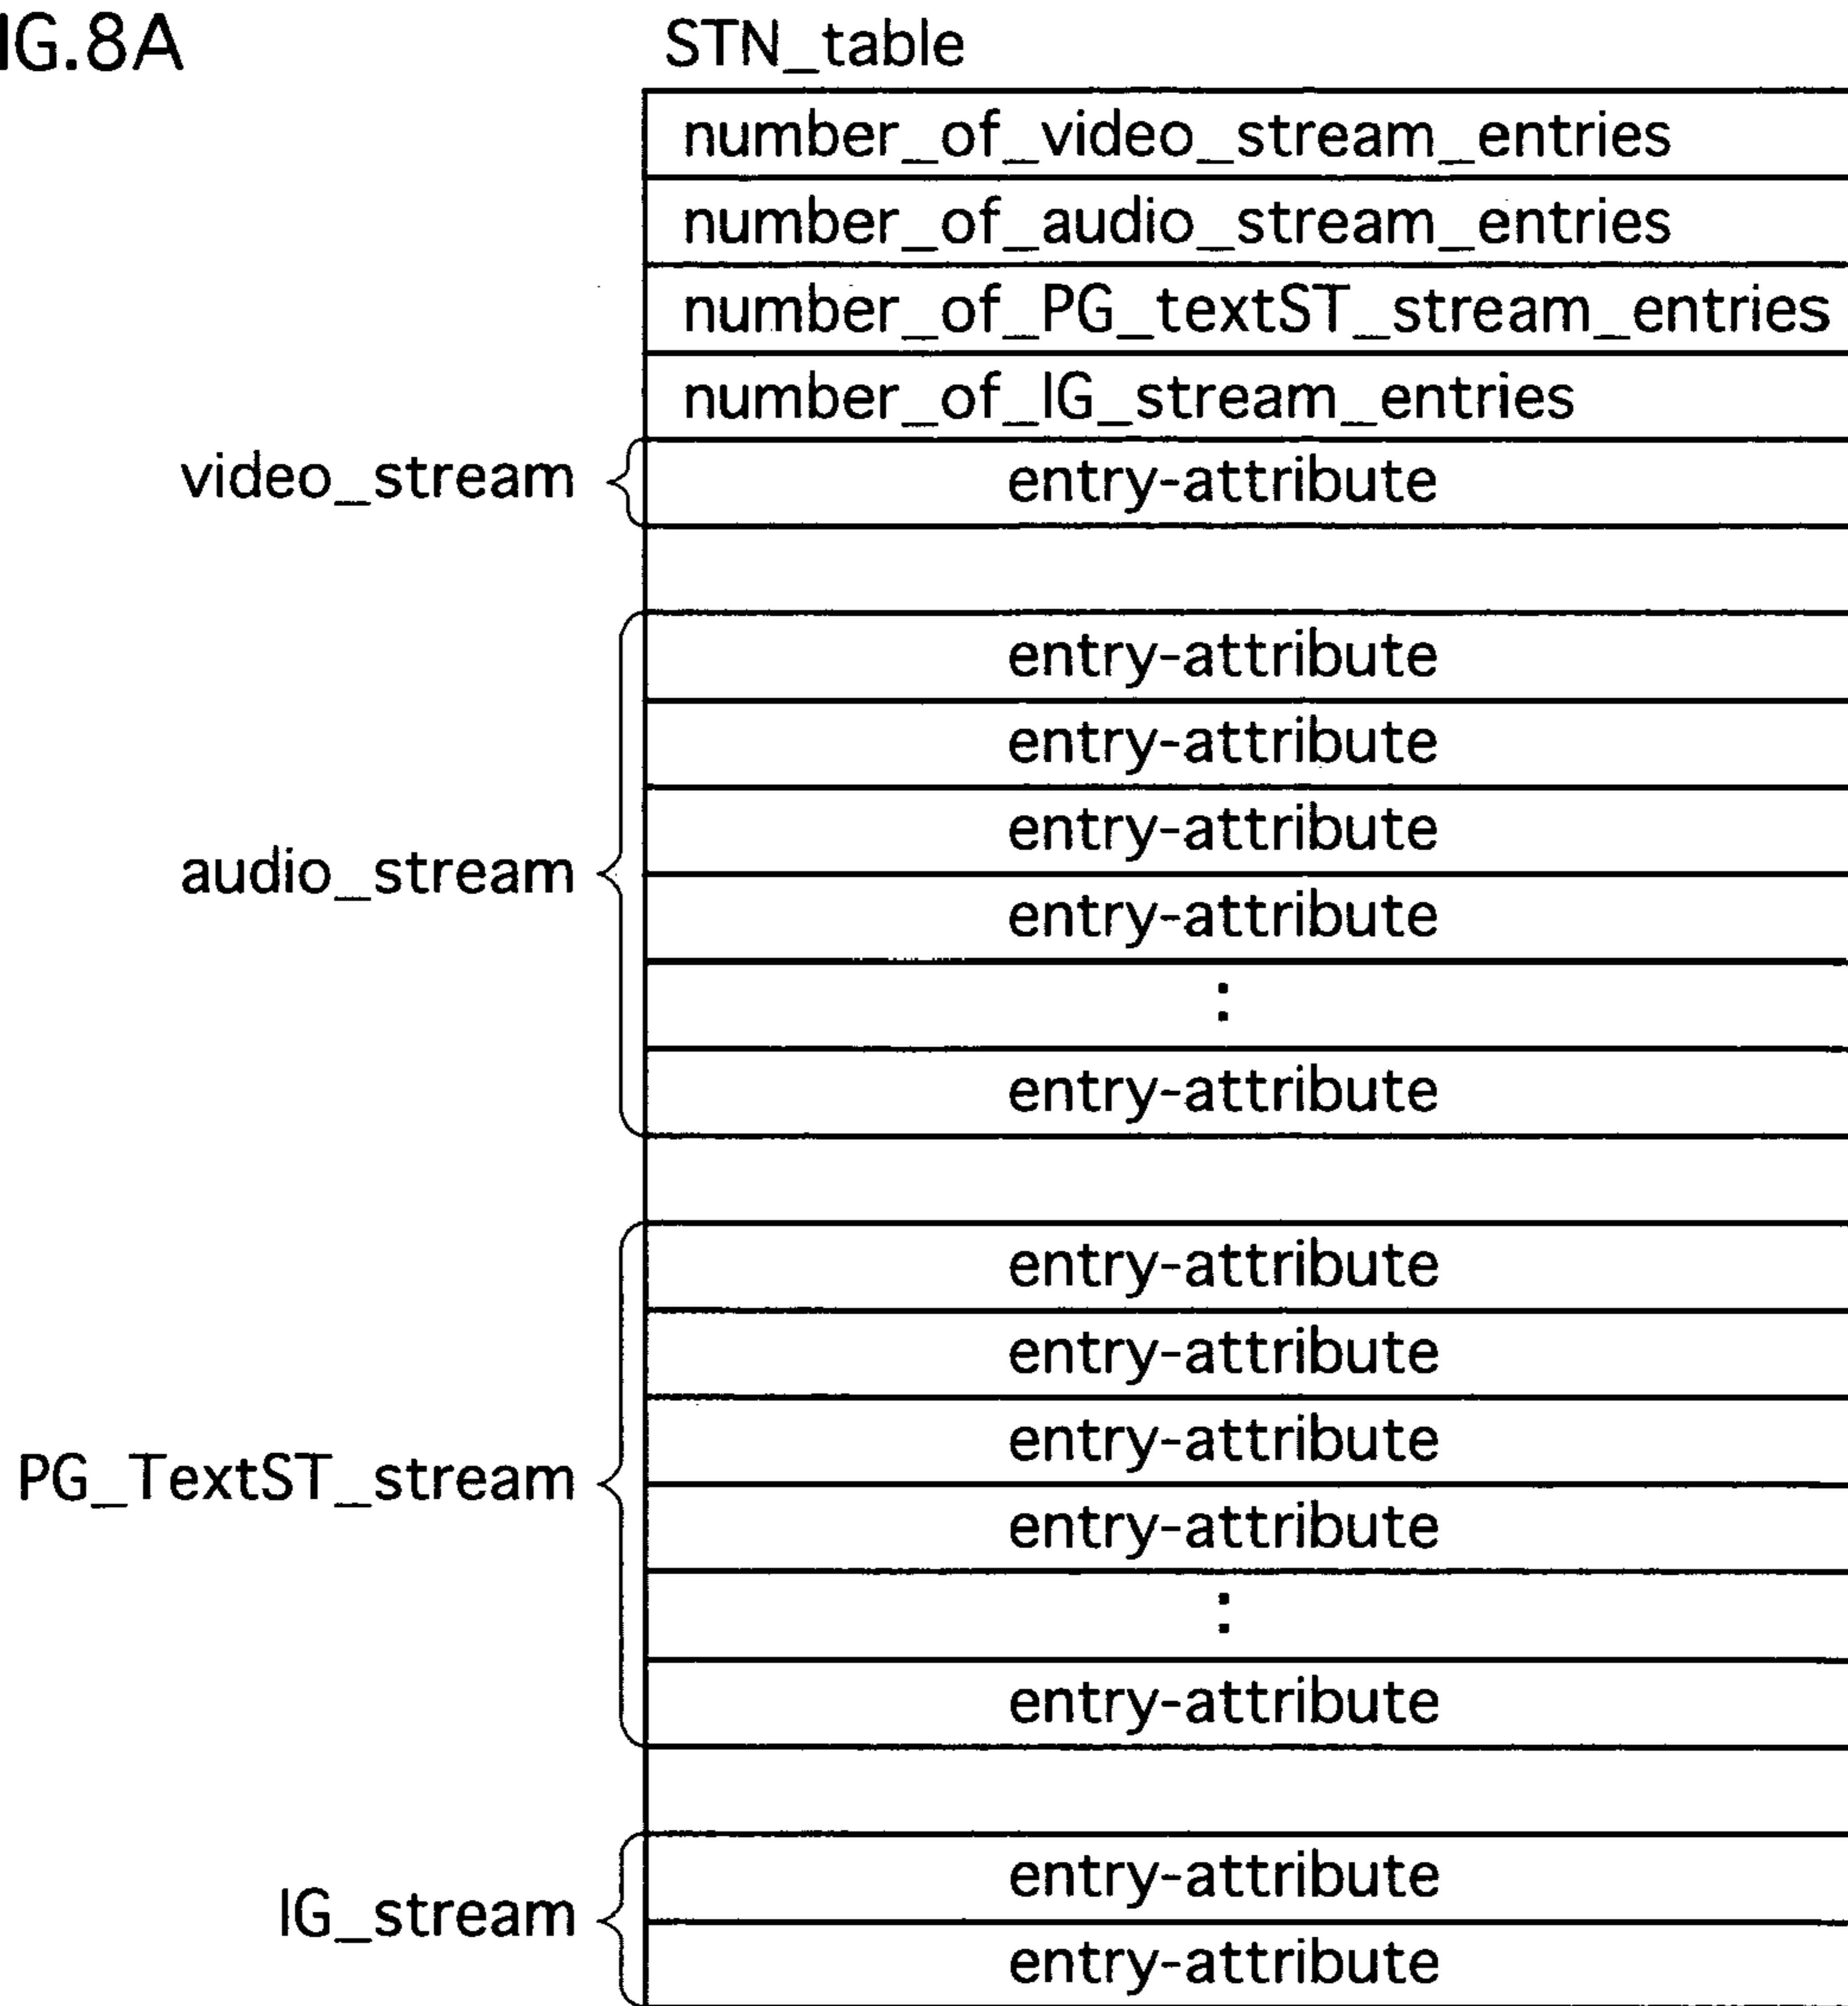 IG.8A
STN_table
number_of_video_stream_entries
number_of_audio_stream_entries
number_of_PG_textST_stream_entries
number_of_IG_stream_entries
video_stream
entry-attribute
audio_stream
entry-attribute
entry-attribute
entry-attribute
entry-attribute
:
entry-attribute
PG_TextST_stream
entry-attribute
entry-attribute
entry-attribute
entry-attribute
:
entry-attribute
IG_stream
entry-attribute
entry-attribute